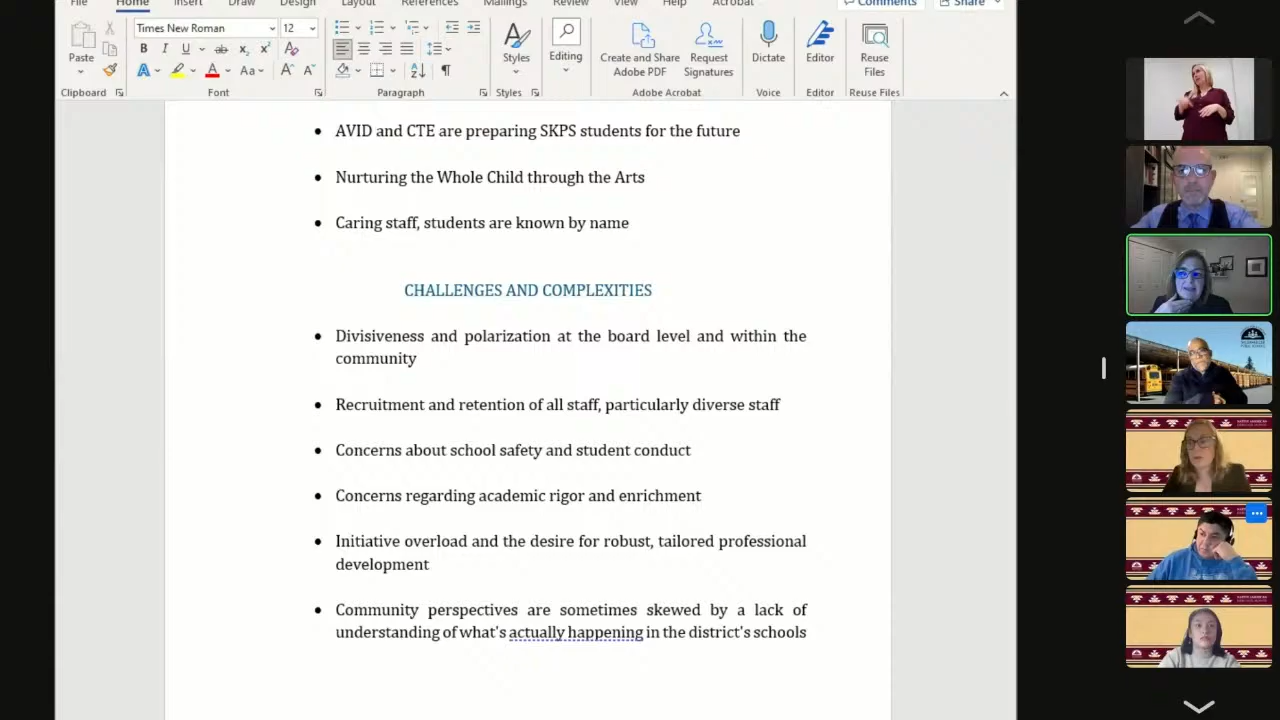 File Home Insert Draw Design Layout References Mailings Review View Help Acrobat Comments Share
Times New Roman 12
Paste
Styles
Editing
Create and Share Adobe PDF
Request Signatures
Dictate
Editor
Reuse Files
Clipboard Font Paragraph Styles Adobe Acrobat Voice Editor Reuse Files
• AVID and CTE are preparing SKPS students for the future
• Nurturing the Whole Child through the Arts
• Caring staff, students are known by name
CHALLENGES AND COMPLEXITIES
• Divisiveness and polarization at the board level and within the
community
• Recruitment and retention of all staff, particularly diverse staff
• Concerns about school safety and student conduct
• Concerns regarding academic rigor and enrichment
• Initiative overload and the desire for robust, tailored professional
development
• Community perspectives are sometimes skewed by a lack of
understanding of what's actually happening in the district's schools